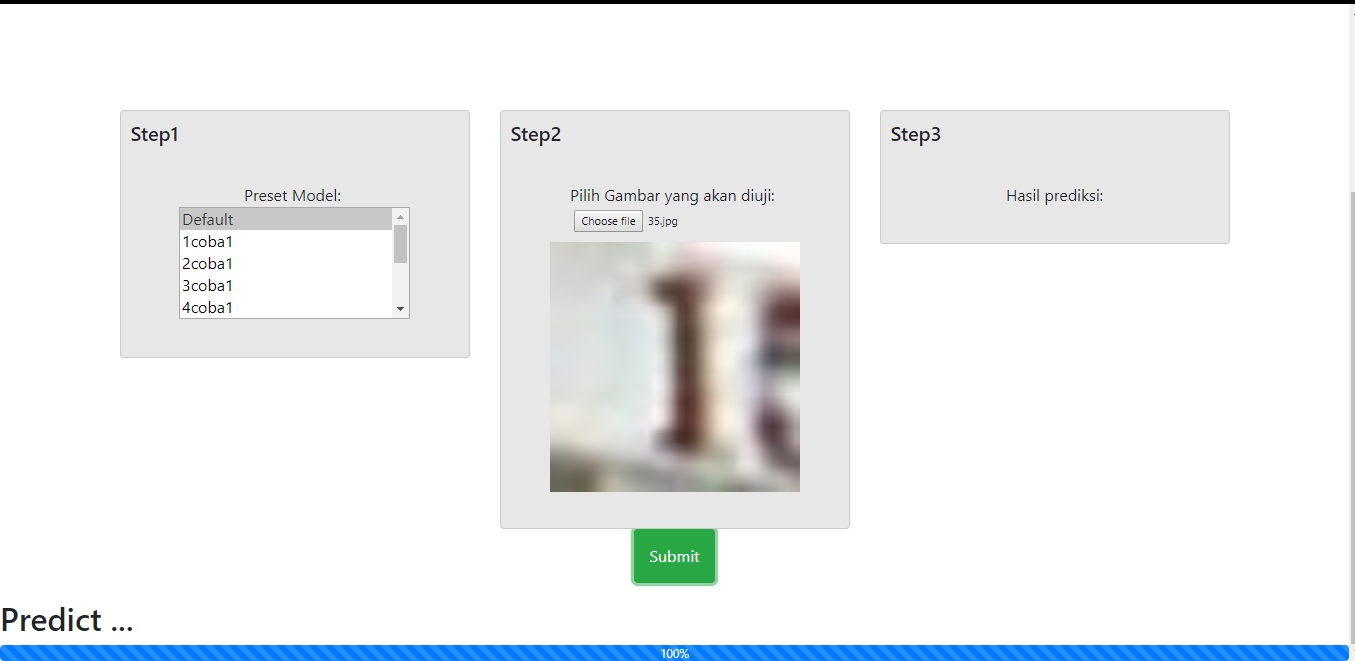 Step1
Preset Model:
Default
1coba1
2coba1
3coba1
4coba1
Step2
Pilih Gambar yang akan diuji:
Choose file 35.jpg
Submit
Step3
Hasil prediksi:
Predict ...
100%